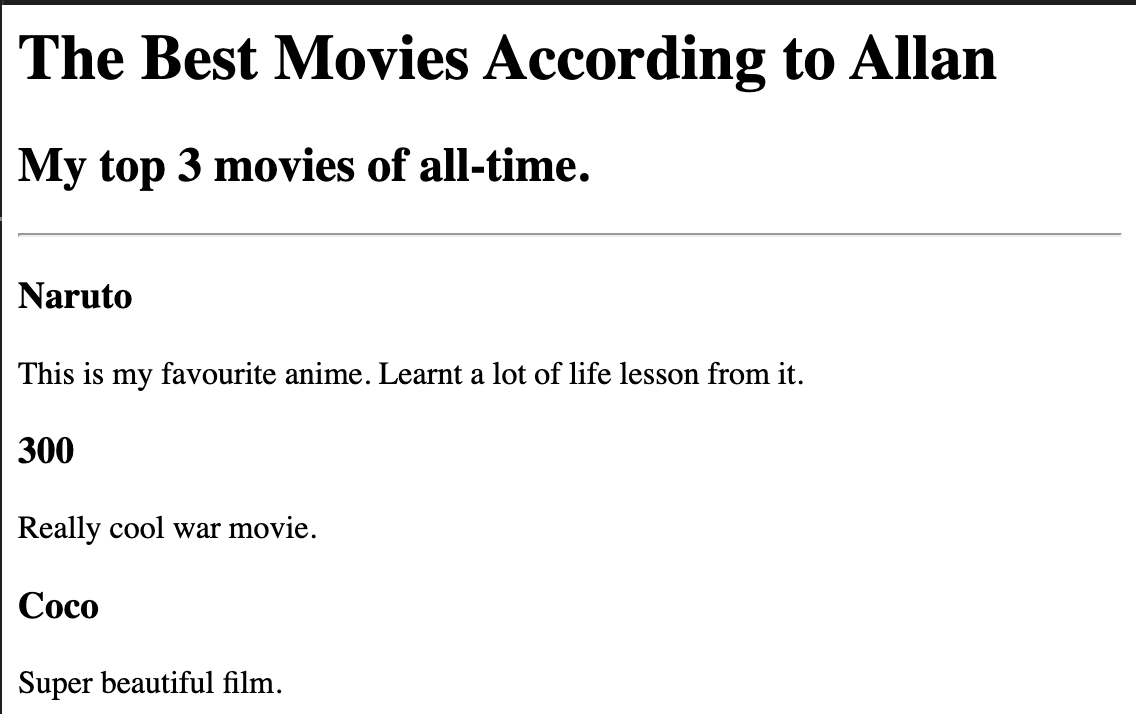 The Best Movies According to Allan
My top 3 movies of all-time.
Naruto
This is my favourite anime. Learnt a lot of life lesson from it.
300
Really cool war movie.
Coco
Super beautiful film.